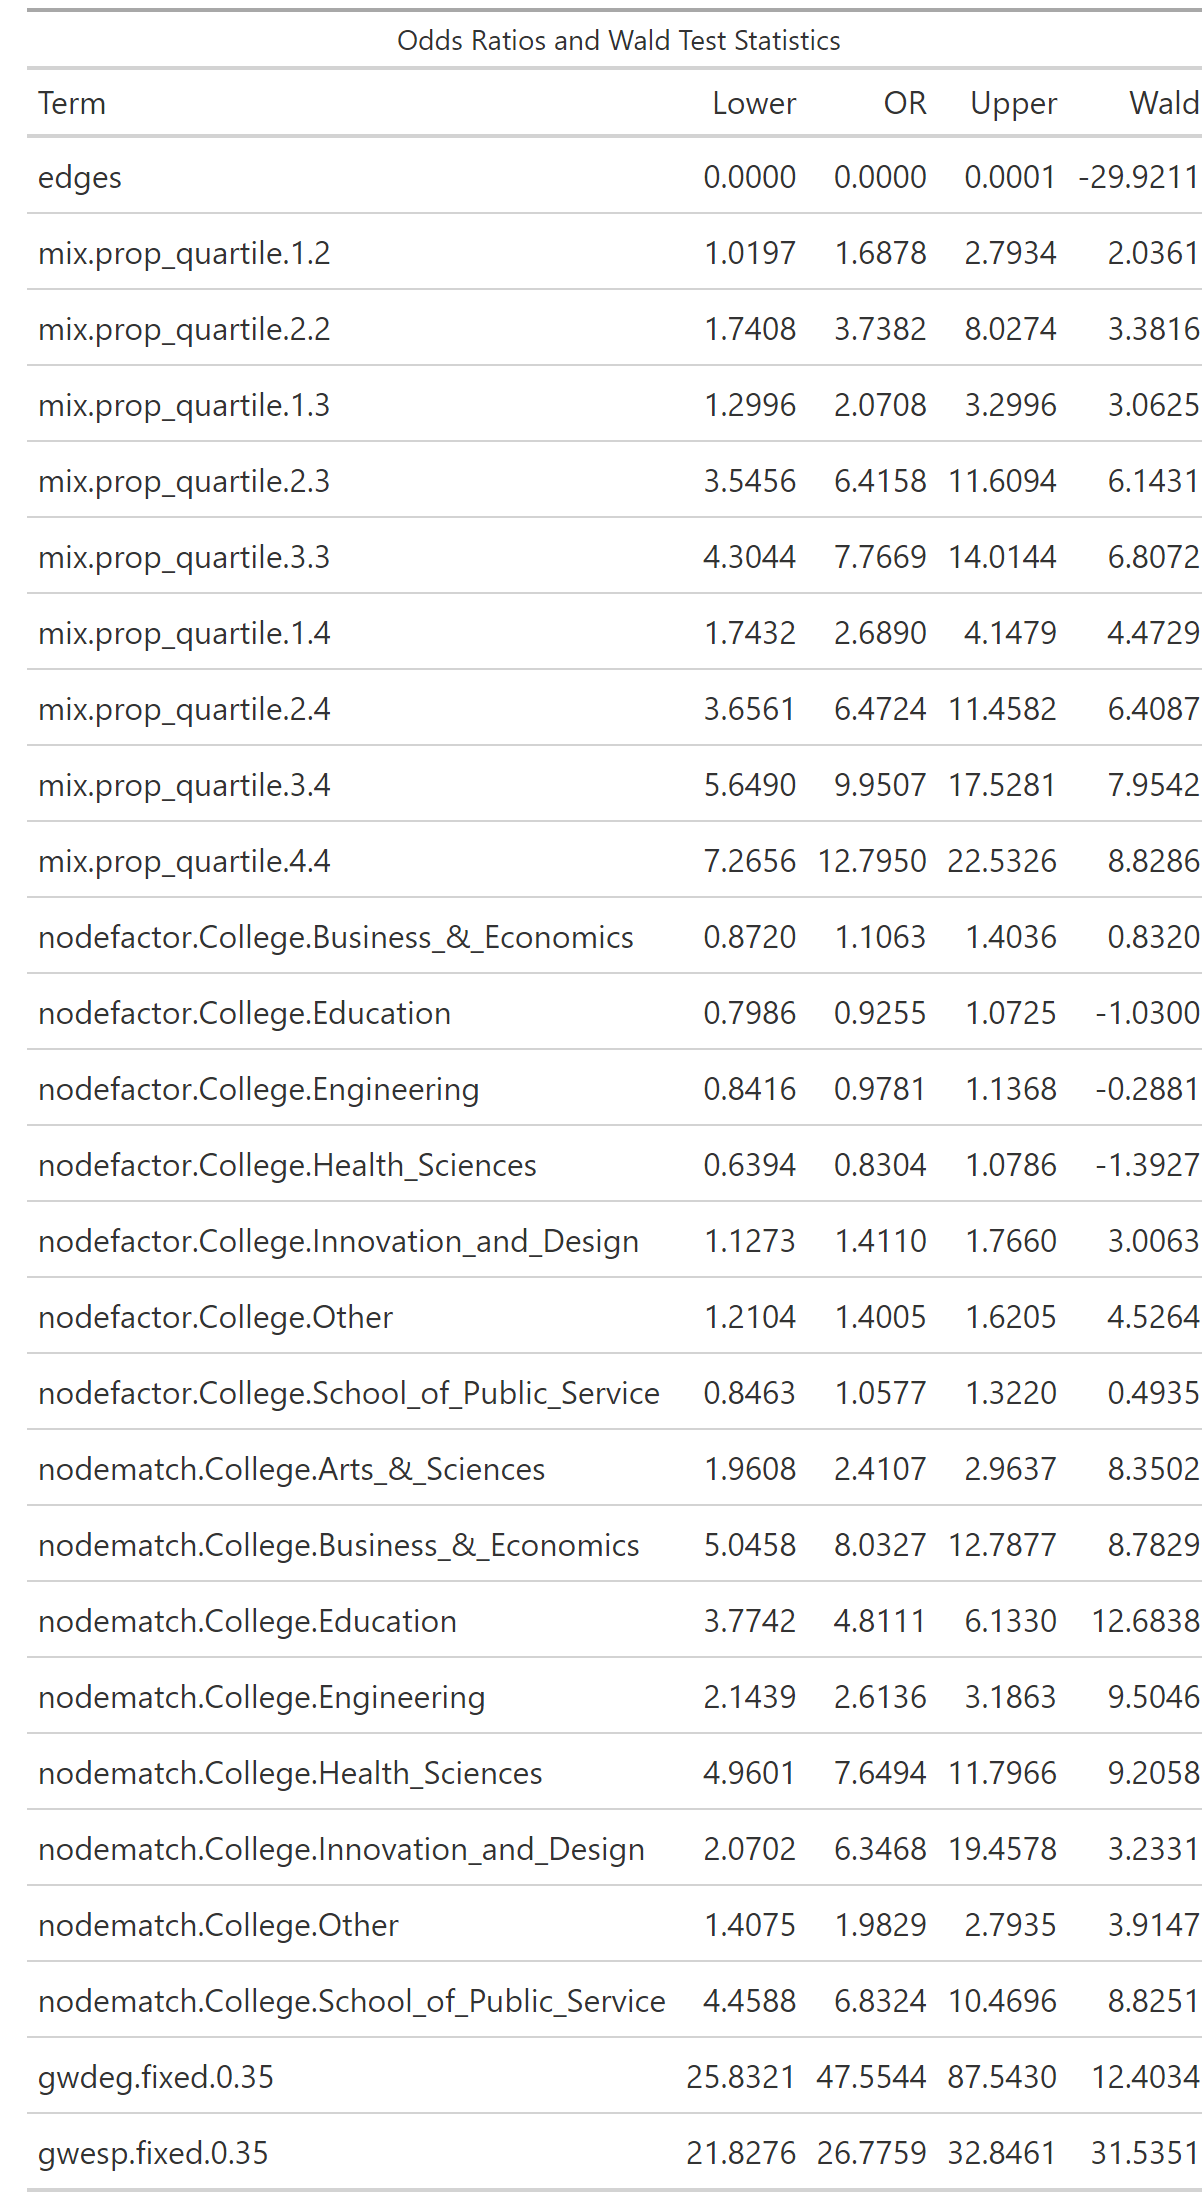 Odds Ratios and Wald Test Statistics
Term Lower OR Upper Wald
edges 0.0000 0.0000 0.0001 -29.9211
mix.prop_quartile.1.2 1.0197 1.6878 2.7934 2.0361
mix.prop_quartile.2.2 1.7408 3.7382 8.0274 3.3816
mix.prop_quartile.1.3 1.2996 2.0708 3.2996 3.0625
mix.prop_quartile.2.3 3.5456 6.4158 11.6094 6.1431
mix.prop_quartile.3.3 4.3044 7.7669 14.0144 6.8072
mix.prop_quartile.1.4 1.7432 2.6890 4.1479 4.4729
mix.prop_quartile.2.4 3.6561 6.4724 11.4582 6.4087
mix.prop_quartile.3.4 5.6490 9.9507 17.5281 7.9542
mix.prop_quartile.4.4 7.2656 12.7950 22.5326 8.8286
nodefactor.College.Business_&_Economics 0.8720 1.1063 1.4036 0.8320
nodefactor.College.Education 0.7986 0.9255 1.0725 -1.0300
nodefactor.College.Engineering 0.8416 0.9781 1.1368 -0.2881
nodefactor.College.Health_Sciences 0.6394 0.8304 1.0786 -1.3927
nodefactor.College.Innovation_and_Design 1.1273 1.4110 1.7660 3.0063
nodefactor.College.Other 1.2104 1.4005 1.6205 4.5264
nodefactor.College.School_of_Public_Service 0.8463 1.0577 1.3220 0.4935
nodematch.College.Arts_&_Sciences 1.9608 2.4107 2.9637 8.3502
nodematch.College.Business_&_Economics 5.0458 8.0327 12.7877 8.7829
nodematch.College.Education 3.7742 4.8111 6.1330 12.6838
nodematch.College.Engineering 2.1439 2.6136 3.1863 9.5046
nodematch.College.Health_Sciences 4.9601 7.6494 11.7966 9.2058
nodematch.College.Innovation_and_Design 2.0702 6.3468 19.4578 3.2331
nodematch.College.Other 1.4075 1.9829 2.7935 3.9147
nodematch.College.School_of_Public_Service 4.4588 6.8324 10.4696 8.8251
gwdeg.fixed.0.35 25.8321 47.5544 87.5430 12.4034
gwesp.fixed.0.35 21.8276 26.7759 32.8461 31.5351